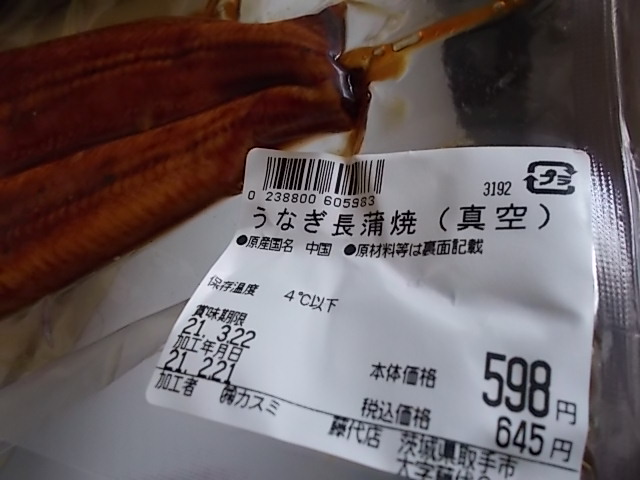 0 238800 605983
3192 プラ
うなぎ長蒲焼（真空）
●原産国名 中国 ●原材料等は裏面記載
保存温度 4℃以下
賞味期限
21. 3.22
加工年月日
21. 2.21
本体価格 598円
税込価格 645円
加工者 ㈱カスミ
藤代店 茨城県取手市